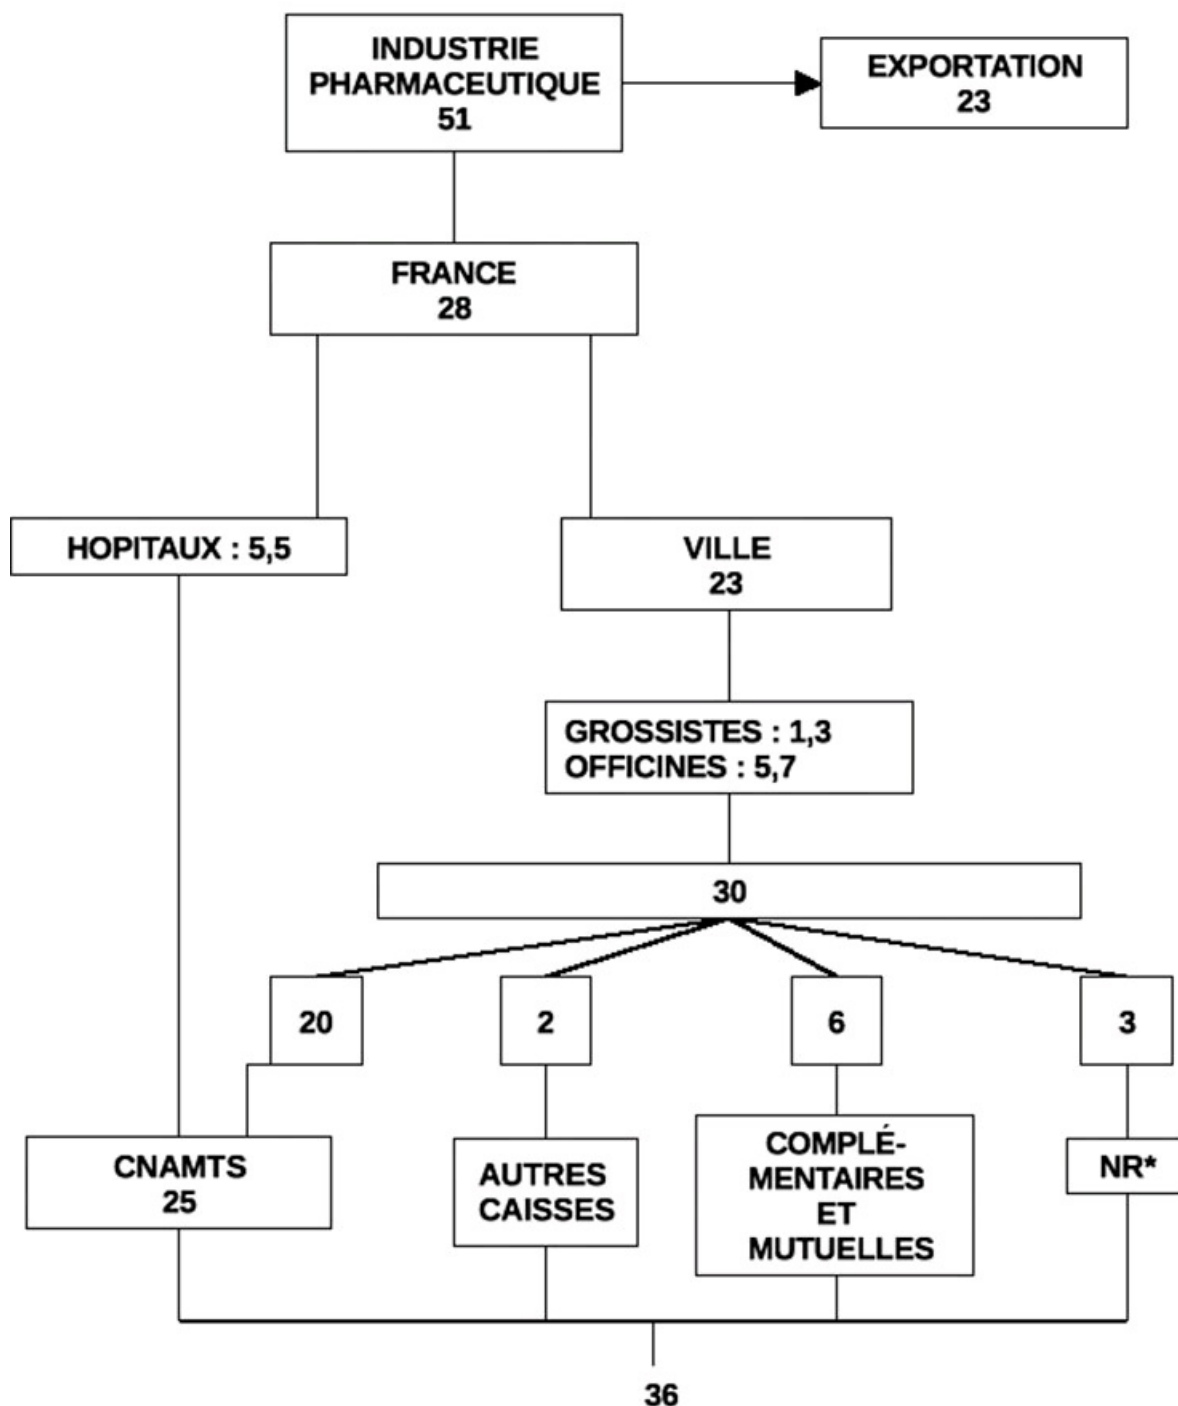 INDUSTRIE
PHARMACEUTIQUE
51
EXPORTATION
23
FRANCE
28
HOPITAUX : 5,5
VILLE
23
GROSSISTES : 1,3
OFFICINES : 5,7
30
20
2
6
3
CNAMTS
25
AUTRES
CAISSES
COMPLÉ-
MENTAIRES
ET
MUTUELLES
NR*
36